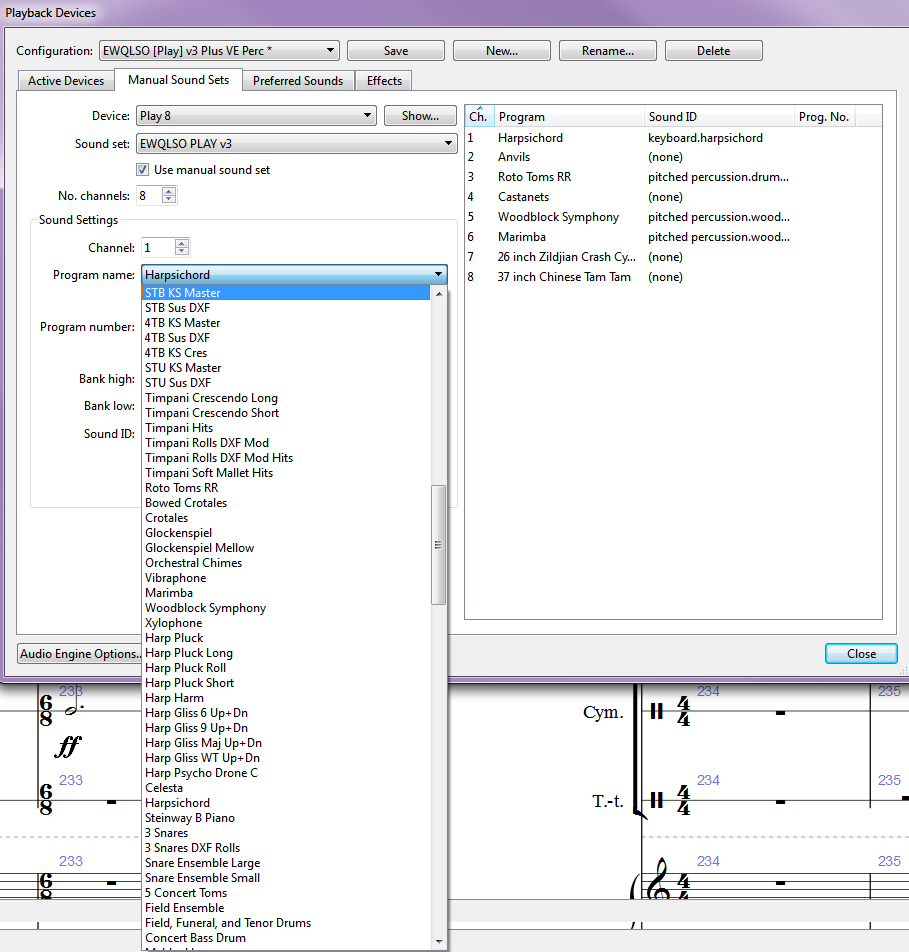 Playback Devices
Configuration: EWQLSO [Play] v3 Plus VE Perc * Save New... Rename... Delete
Active Devices Manual Sound Sets Preferred Sounds Effects
Device: Play 8 Show...
Sound set: EWQLSO PLAY v3
Use manual sound set
No. channels: 8
Sound Settings
Channel: 1
Program name: Harpsichord
Program number:
Bank high:
Bank low:
Sound ID:
STB KS Master
STB Sus DXF
4TB KS Master
4TB Sus DXF
4TB KS Cres
STU KS Master
STU Sus DXF
Timpani Crescendo Long
Timpani Crescendo Short
Timpani Hits
Timpani Rolls DXF Mod
Timpani Rolls DXF Mod Hits
Timpani Soft Mallet Hits
Roto Toms RR
Bowed Crotales
Crotales
Glockenspiel
Glockenspiel Mellow
Orchestral Chimes
Vibraphone
Marimba
Woodblock Symphony
Xylophone
Harp Pluck
Harp Pluck Long
Harp Pluck Roll
Harp Pluck Short
Harp Harm
Harp Gliss 6 Up+Dn
Harp Gliss 9 Up+Dn
Harp Gliss Maj Up+Dn
Harp Gliss WT Up+Dn
Harp Psycho Drone C
Celesta
Harpsichord
Steinway B Piano
3 Snares
3 Snares DXF Rolls
Snare Ensemble Large
Snare Ensemble Small
5 Concert Toms
Field Ensemble
Field, Funeral, and Tenor Drums
Concert Bass Drum
Ch. Program Sound ID Prog. No.
1 Harpsichord keyboard.harpsichord
2 Anvils (none)
3 Roto Toms RR pitched percussion.drum...
4 Castanets (none)
5 Woodblock Symphony pitched percussion.wood...
6 Marimba pitched percussion.wood...
7 26 inch Zildjian Crash Cy... (none)
8 37 inch Chinese Tam Tam (none)
Audio Engine Options... Close
233 234 235
6 8 Cym. 4 4
ff
233 234 235
6 8 T.-t. 4 4
233 234 235
6 8 4 4